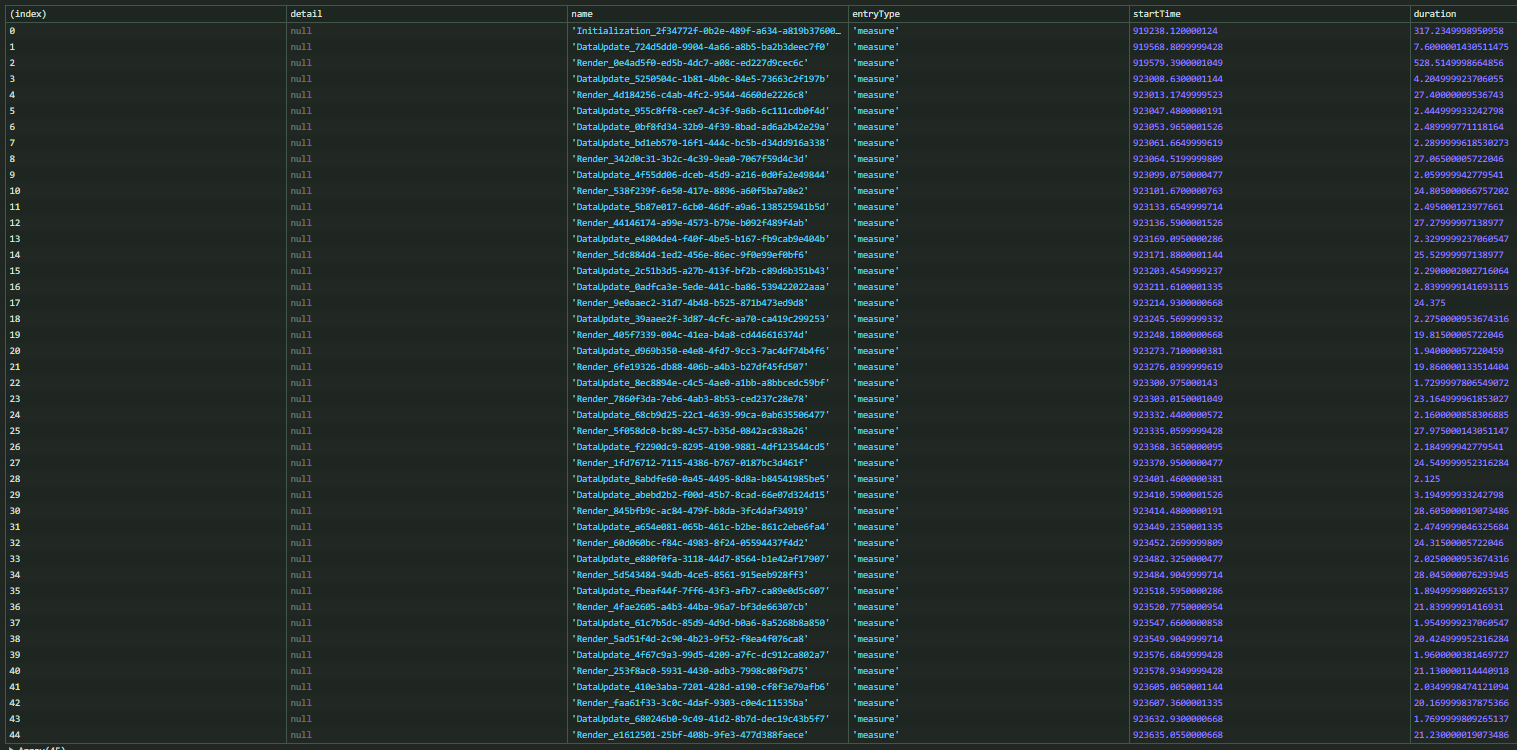 (index) detail name entryType startTime duration
0 null 'Initialization_2f34772f-0b2e-489f-a634-a819b37600… 'measure' 919238.120000124 317.2349998950958
1 null 'DataUpdate_724d5dd0-9904-4a66-a8b5-ba2b3deec7f0' 'measure' 919568.8099999428 7.6000001430511475
2 null 'Render_0e4ad5f0-ed5b-4dc7-a08c-ed227d9cec6c' 'measure' 919579.3900001049 528.5149998664856
3 null 'DataUpdate_5250504c-1b81-4b0c-84e5-73663c2f197b' 'measure' 923008.6300001144 4.204999923706055
4 null 'Render_4d184256-c4ab-4fc2-9544-4660de2226c8' 'measure' 923013.1749999523 27.40000009536743
5 null 'DataUpdate_955c8ff8-cee7-4c3f-9a6b-6c111cdb0f4d' 'measure' 923047.4800000191 2.444999933242798
6 null 'DataUpdate_0bf8fd34-32b9-4f39-8bad-ad6a2b42e29a' 'measure' 923053.9650001526 2.489999771118164
7 null 'DataUpdate_bd1eb570-16f1-444c-bc5b-d34dd916a338' 'measure' 923061.6649999619 2.2899999618530273
8 null 'Render_342d0c31-3b2c-4c39-9ea0-7067f59d4c3d' 'measure' 923064.5199999809 27.06500005722046
9 null 'DataUpdate_4f55dd06-dceb-45d9-a216-0d0fa2e49844' 'measure' 923099.0750000477 2.059999942779541
10 null 'Render_538f239f-6e50-417e-8896-a60f5ba7a8e2' 'measure' 923101.6700000763 24.805000066757202
11 null 'DataUpdate_5b87e017-6cb0-46df-a9a6-138525941b5d' 'measure' 923133.6549999714 2.495000123977661
12 null 'Render_44146174-a99e-4573-b79e-b092f489f4ab' 'measure' 923136.5900001526 27.27999997138977
13 null 'DataUpdate_e4804de4-f40f-4be5-b167-fb9cab9e404b' 'measure' 923169.0950000286 2.3299999237060547
14 null 'Render_5dc884d4-1ed2-456e-86ec-9f0e99ef0bf6' 'measure' 923171.8800001144 25.52999997138977
15 null 'DataUpdate_2c51b3d5-a27b-413f-bf2b-c89d6b351b43' 'measure' 923203.4549999237 2.2900002002716064
16 null 'DataUpdate_0adfca3e-5ede-441c-ba86-539422022aaa' 'measure' 923211.6100001335 2.8399999141693115
17 null 'Render_9e0aaec2-31d7-4b48-b525-871b473ed9d8' 'measure' 923214.9300000668 24.375
18 null 'DataUpdate_39aaee2f-3d87-4cfc-aa70-ca419c299253' 'measure' 923245.5699999332 2.2750000953674316
19 null 'Render_405f7339-004c-41ea-b4a8-cd446616374d' 'measure' 923248.1800000668 19.81500005722046
20 null 'DataUpdate_d969b350-e4e8-4fd7-9cc3-7ac4df74b4f6' 'measure' 923273.7100000381 1.940000057220459
21 null 'Render_6fe19326-db88-406b-a4b3-b27df45fd507' 'measure' 923276.0399999619 19.860000133514404
22 null 'DataUpdate_8ec8894e-c4c5-4ae0-a1bb-a8bbcedc59bf' 'measure' 923300.975000143 1.7299997806549072
23 null 'Render_7860f3da-7eb6-4ab3-8b53-ced237c28e78' 'measure' 923303.0150001049 23.164999961853027
24 null 'DataUpdate_68cb9d25-22c1-4639-99ca-0ab635506477' 'measure' 923332.4400000572 2.1600000858306885
25 null 'Render_5f058dc0-bc89-4c57-b35d-0842ac838a26' 'measure' 923335.0599999428 27.975000143051147
26 null 'DataUpdate_f2290dc9-8295-4190-9881-4df123544cd5' 'measure' 923368.3650000095 2.184999942779541
27 null 'Render_1fd76712-7115-4386-b767-0187bc3d461f' 'measure' 923370.9500000477 24.549999952316284
28 null 'DataUpdate_8abdfe60-0a45-4495-8d8a-b84541985be5' 'measure' 923401.4600000381 2.125
29 null 'DataUpdate_abebd2b2-f00d-45b7-8cad-66e07d324d15' 'measure' 923410.5900001526 3.194999933242798
30 null 'Render_845bfb9c-ac84-479f-b8da-3fc4daf34919' 'measure' 923414.4800000191 28.605000019073486
31 null 'DataUpdate_a654e081-065b-461c-b2be-861c2ebe6fa4' 'measure' 923449.2350001335 2.4749999046325684
32 null 'Render_60d060bc-f84c-4983-8f24-05594437f4d2' 'measure' 923452.2699999809 24.31500005722046
33 null 'DataUpdate_e880f0fa-3118-44d7-8564-b1e42af17907' 'measure' 923482.3250000477 2.0250000953674316
34 null 'Render_5d543484-94db-4ce5-8561-915eeb928ff3' 'measure' 923484.9049999714 28.045000076293945
35 null 'DataUpdate_fbeaf44f-7ff6-43f3-afb7-ca89e0d5c607' 'measure' 923518.5950000286 1.8949999809265137
36 null 'Render_4fae2605-a4b3-44ba-96a7-bf3de66307cb' 'measure' 923520.7750000954 21.83999991416931
37 null 'DataUpdate_61c7b5dc-85d9-4d9d-b0a6-8a5268b8a850' 'measure' 923547.6600000858 1.9549999237060547
38 null 'Render_5ad51f4d-2c90-4b23-9f52-f8ea4f076ca8' 'measure' 923549.9049999714 20.424999952316284
39 null 'DataUpdate_4f67c9a3-99d5-4209-a7fc-dc912ca802a7' 'measure' 923576.6849999428 1.9600000381469727
40 null 'Render_253f8ac0-5931-4430-adb3-7998c08f9d75' 'measure' 923578.9349999428 21.130000114440918
41 null 'DataUpdate_410e3aba-7201-428d-a190-cf8f3e79afb6' 'measure' 923605.0050001144 2.0349998474121094
42 null 'Render_faa61f33-3c0c-4daf-9303-c0e4c11535ba' 'measure' 923607.3600001335 20.169999837875366
43 null 'DataUpdate_680246b0-9c49-41d2-8b7d-dec19c43b5f7' 'measure' 923632.9300000668 1.7699999809265137
44 null 'Render_e1612501-25bf-408b-9fe3-477d388faece' 'measure' 923635.0550000668 21.230000019073486
▶ Array(45)